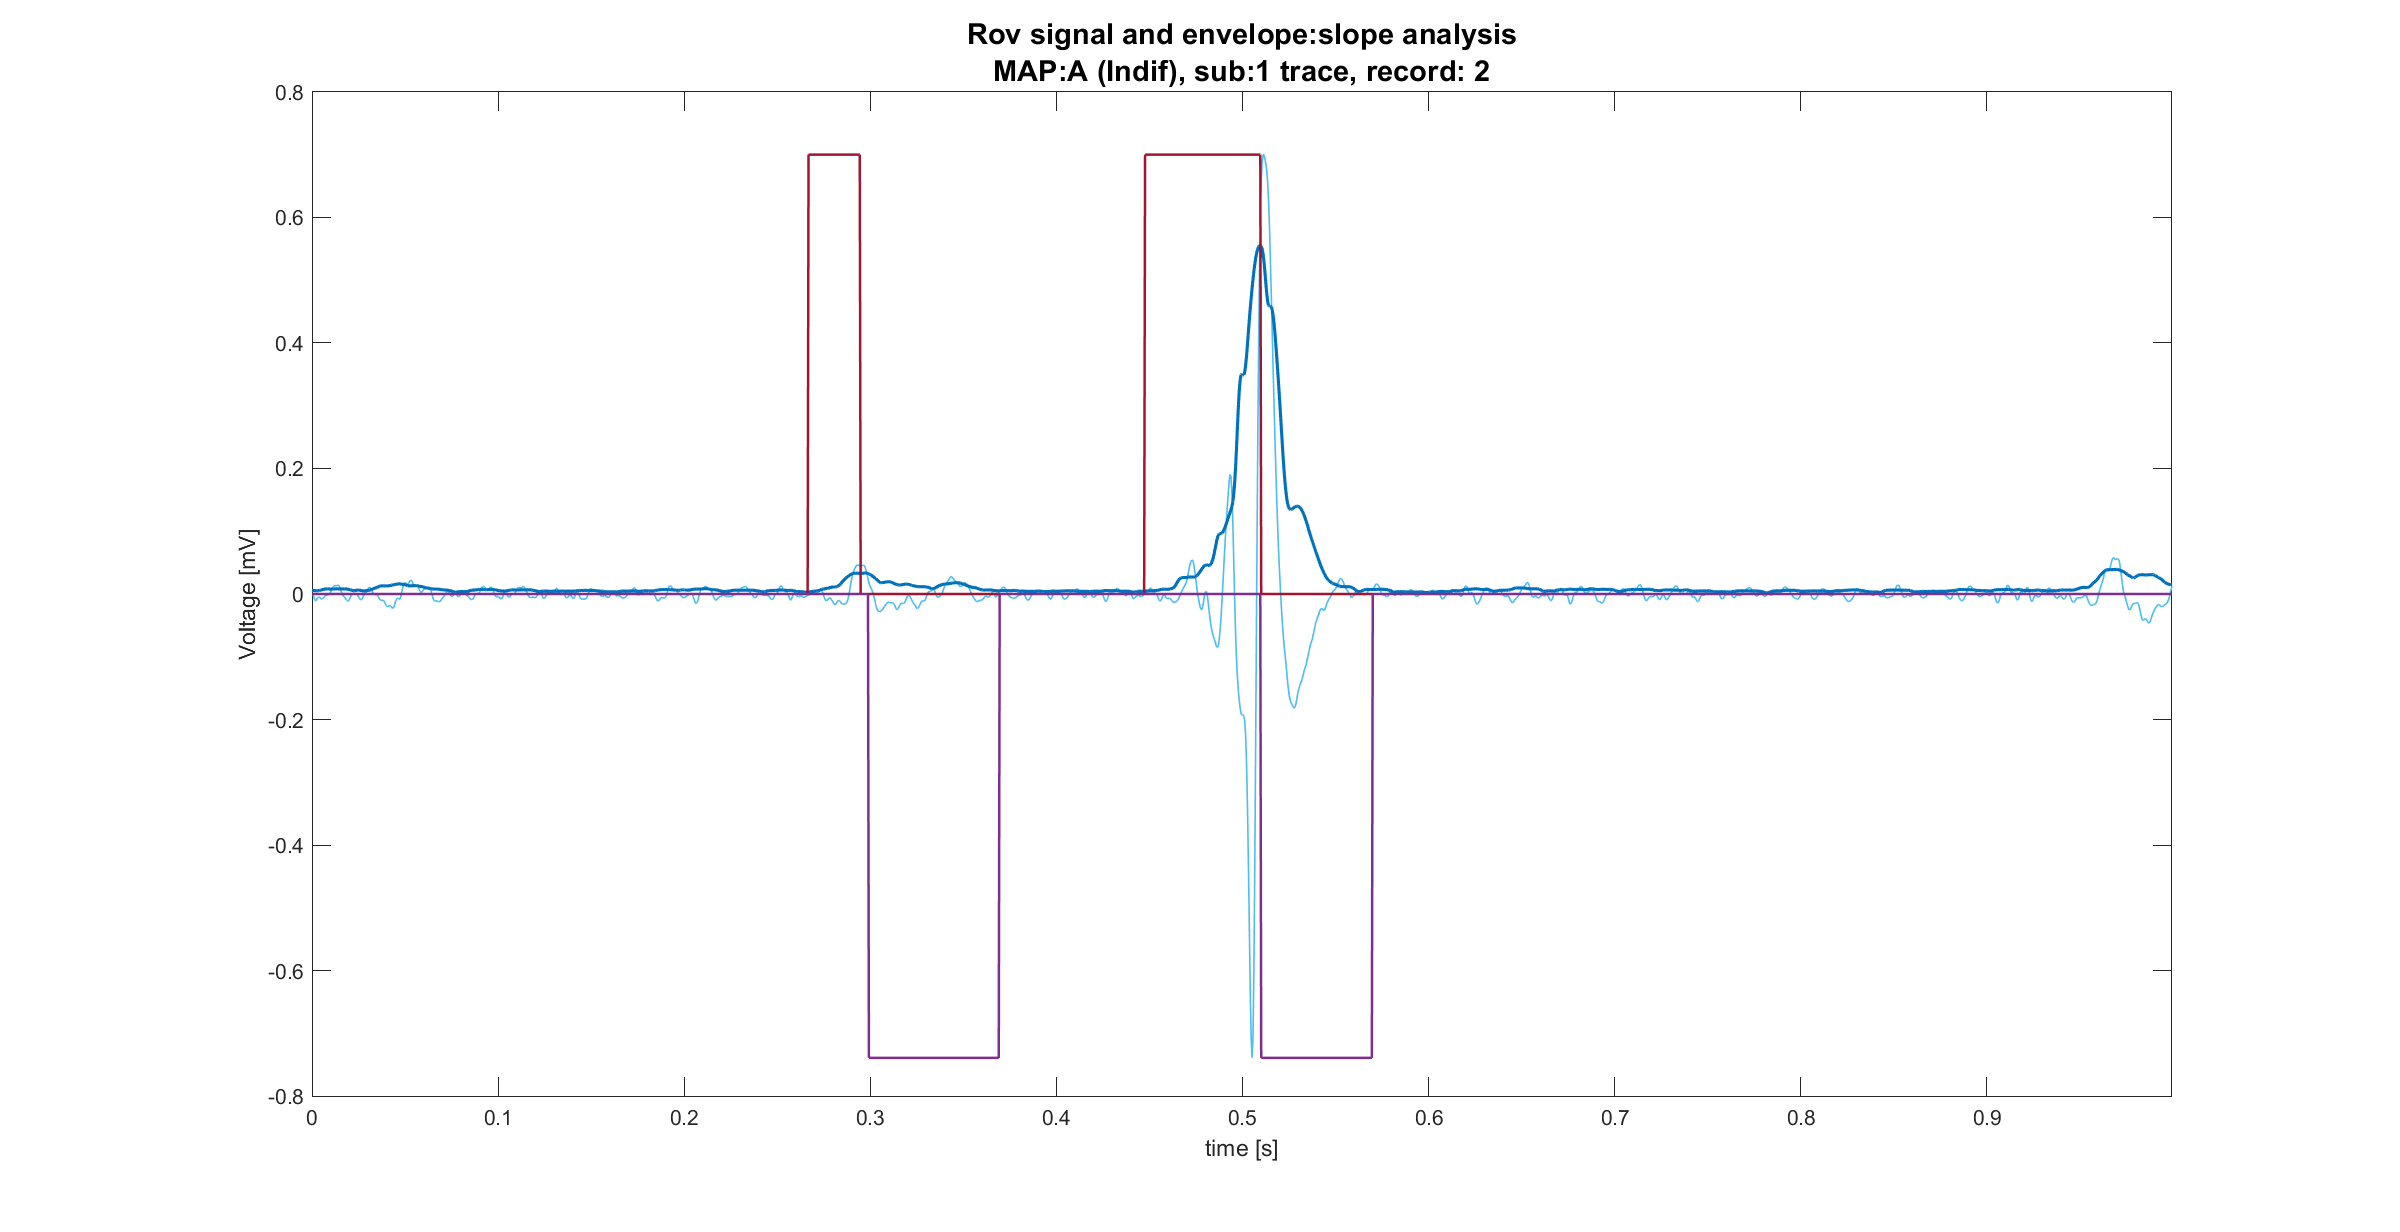 Rov signal and envelope:slope analysis
MAP:A (Indif), sub:1 trace, record: 2
0.8
0.6
0.4
0.2
0
-0.2
-0.4
-0.6
-0.8
Voltage [mV]
0 0.1 0.2 0.3 0.4 0.5 0.6 0.7 0.8 0.9
time [s]